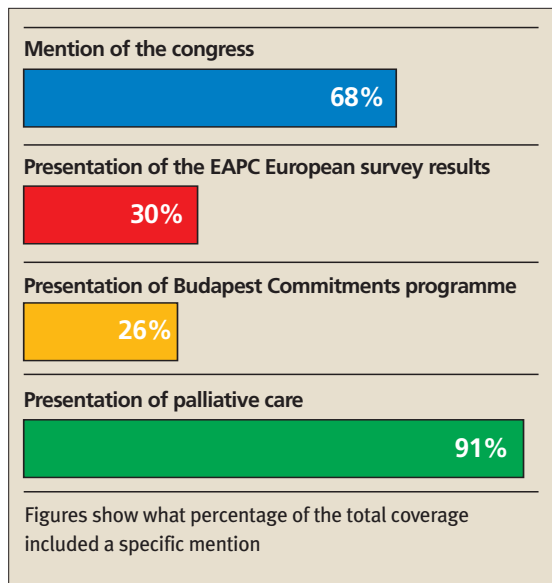 Mention of the congress
68%
Presentation of the EAPC European survey results
30%
Presentation of Budapest Commitments programme
26%
Presentation of palliative care
91%
Figures show what percentage of the total coverage
included a specific mention